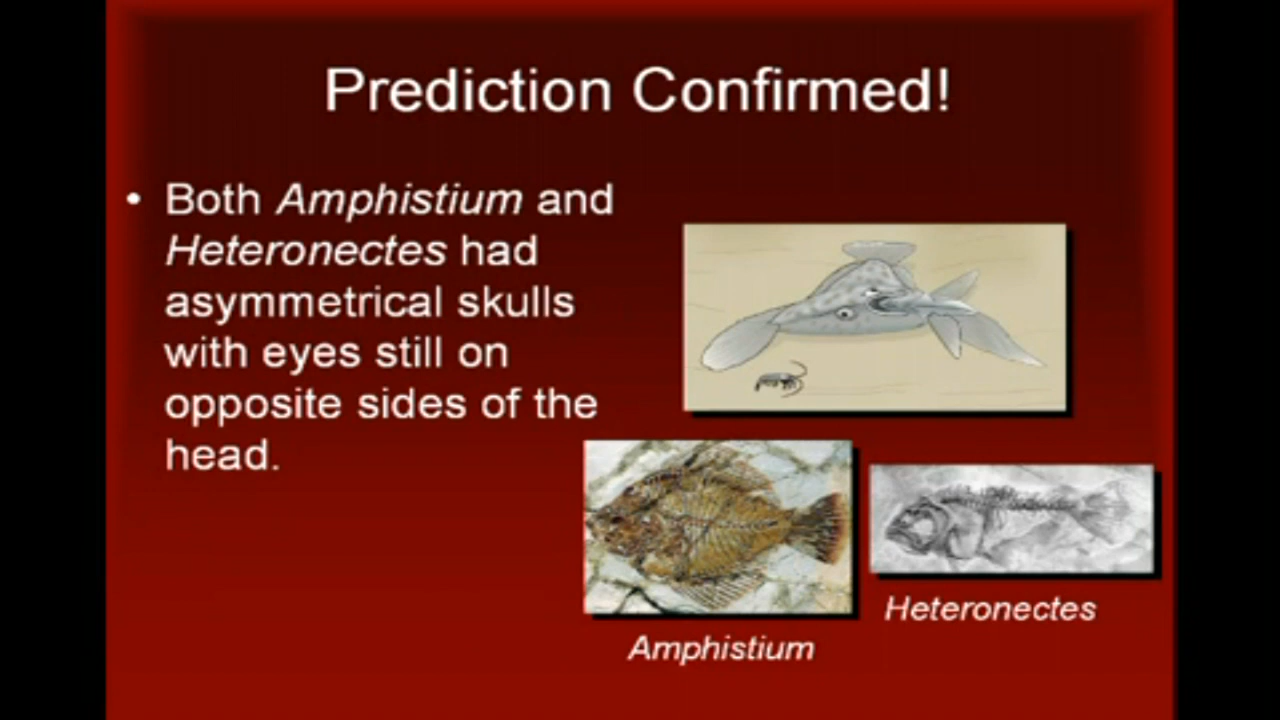 Prediction Confirmed!
• Both Amphistium and
Heteronectes had
asymmetrical skulls
with eyes still on
opposite sides of the
head.
Heteronectes
Amphistium